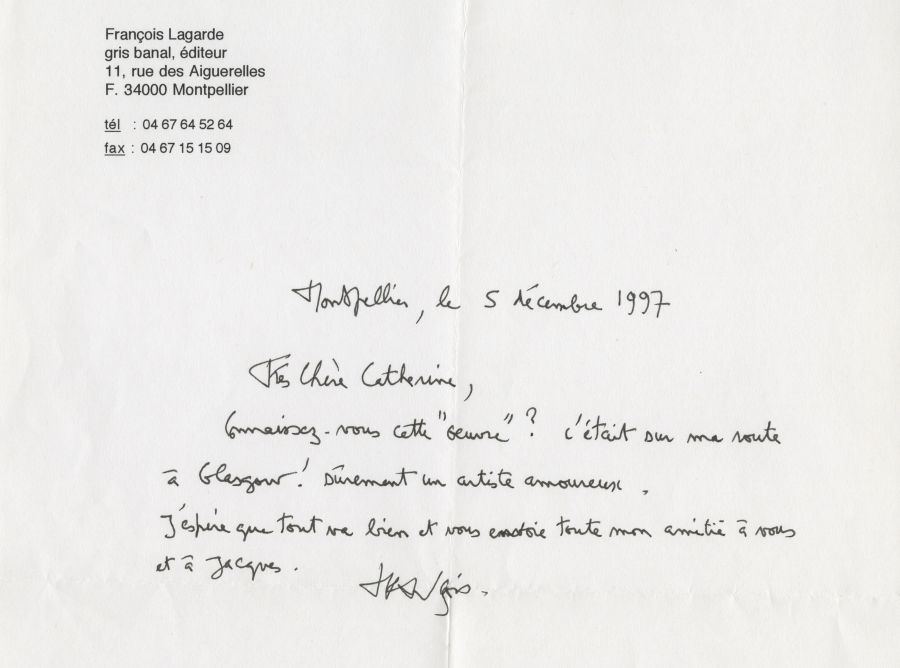 François Lagarde
gris banal, éditeur
11, rue des Aiguerelles
F. 34000 Montpellier
tél : 04 67 64 52 64
fax : 04 67 15 15 09
Montpellier, le 5 décembre 1997
Très Chère Catherine,
Connaissez-vous cette "oeuvre" ? c'était sur ma route
à Glasgow ! Sûrement un artiste amoureux.
J'espère que tout va bien et vous envoie toute mon amitié à vous
et à Jacques.
François.